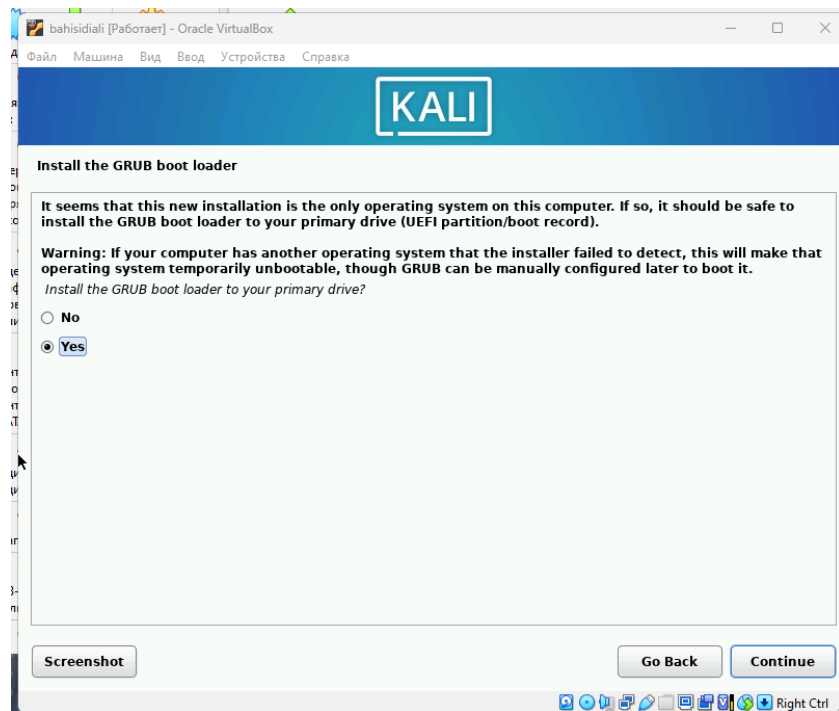 bahisidiali [Работает] - Oracle VirtualBox
Файл Машина Вид Ввод Устройства Справка
KALI
Install the GRUB boot loader
It seems that this new installation is the only operating system on this computer. If so, it should be safe to
install the GRUB boot loader to your primary drive (UEFI partition/boot record).
Warning: If your computer has another operating system that the installer failed to detect, this will make that
operating system temporarily unbootable, though GRUB can be manually configured later to boot it.
Install the GRUB boot loader to your primary drive?
No
Yes
Screenshot
Go Back
Continue
Right Ctrl